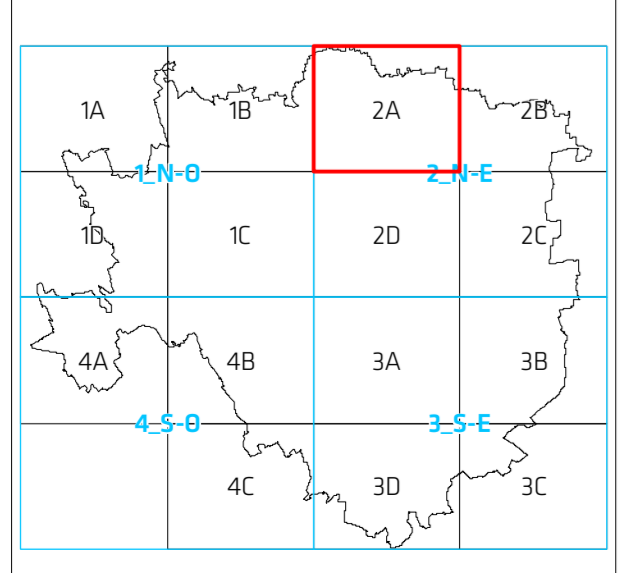 1A 1B 2A 2B
1_N-O 2_N-E
1D 1C 2D 2C
4A 4B 3A 3B
4_S-O 3_S-E
4C 3D 3C